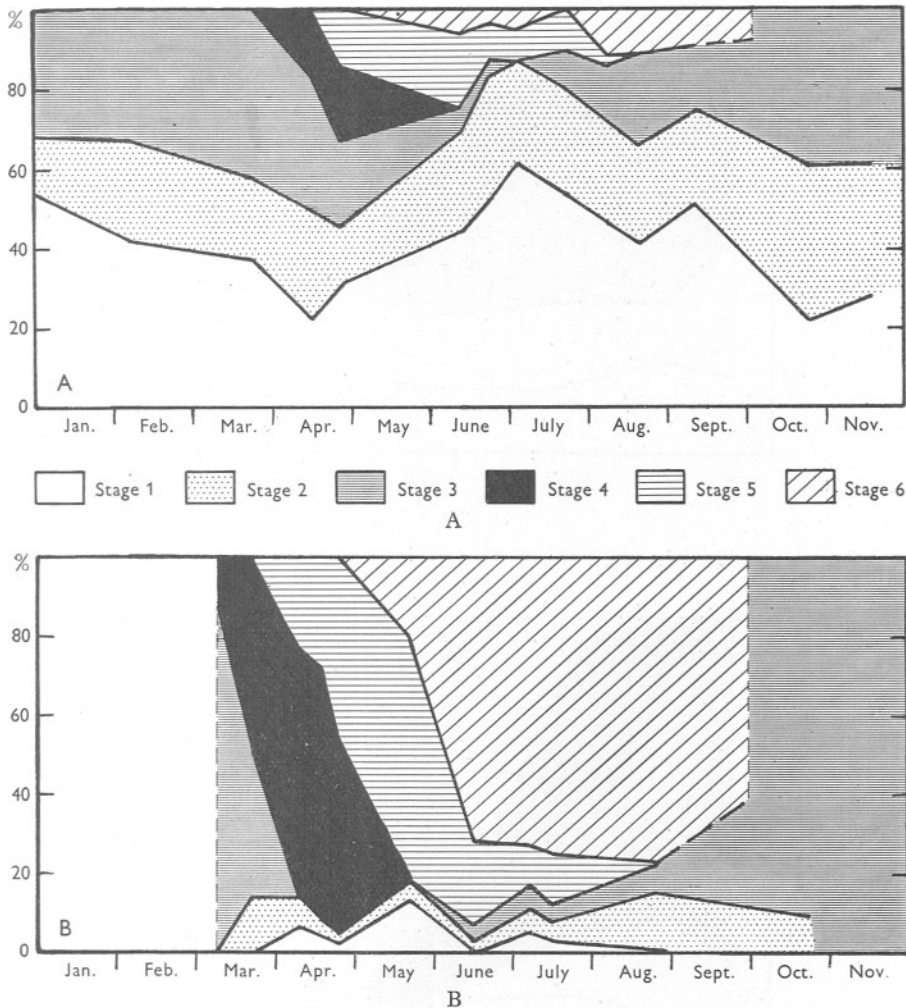 %
80
60
40
20
A
0
Jan. Feb. Mar. Apr. May June July Aug. Sept. Oct. Nov.
Stage 1 Stage 2 Stage 3 Stage 4 Stage 5 Stage 6
A
%
80
60
40
20
B
0
Jan. Feb. Mar. Apr. May June July Aug. Sept. Oct. Nov.
B